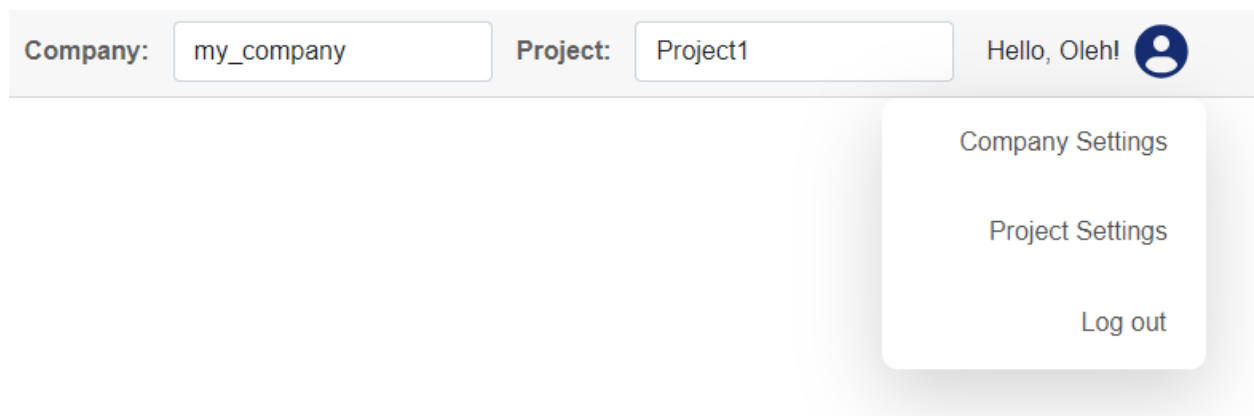 Company: my_company Project: Project1 Hello, Oleh!
Company Settings
Project Settings
Log out